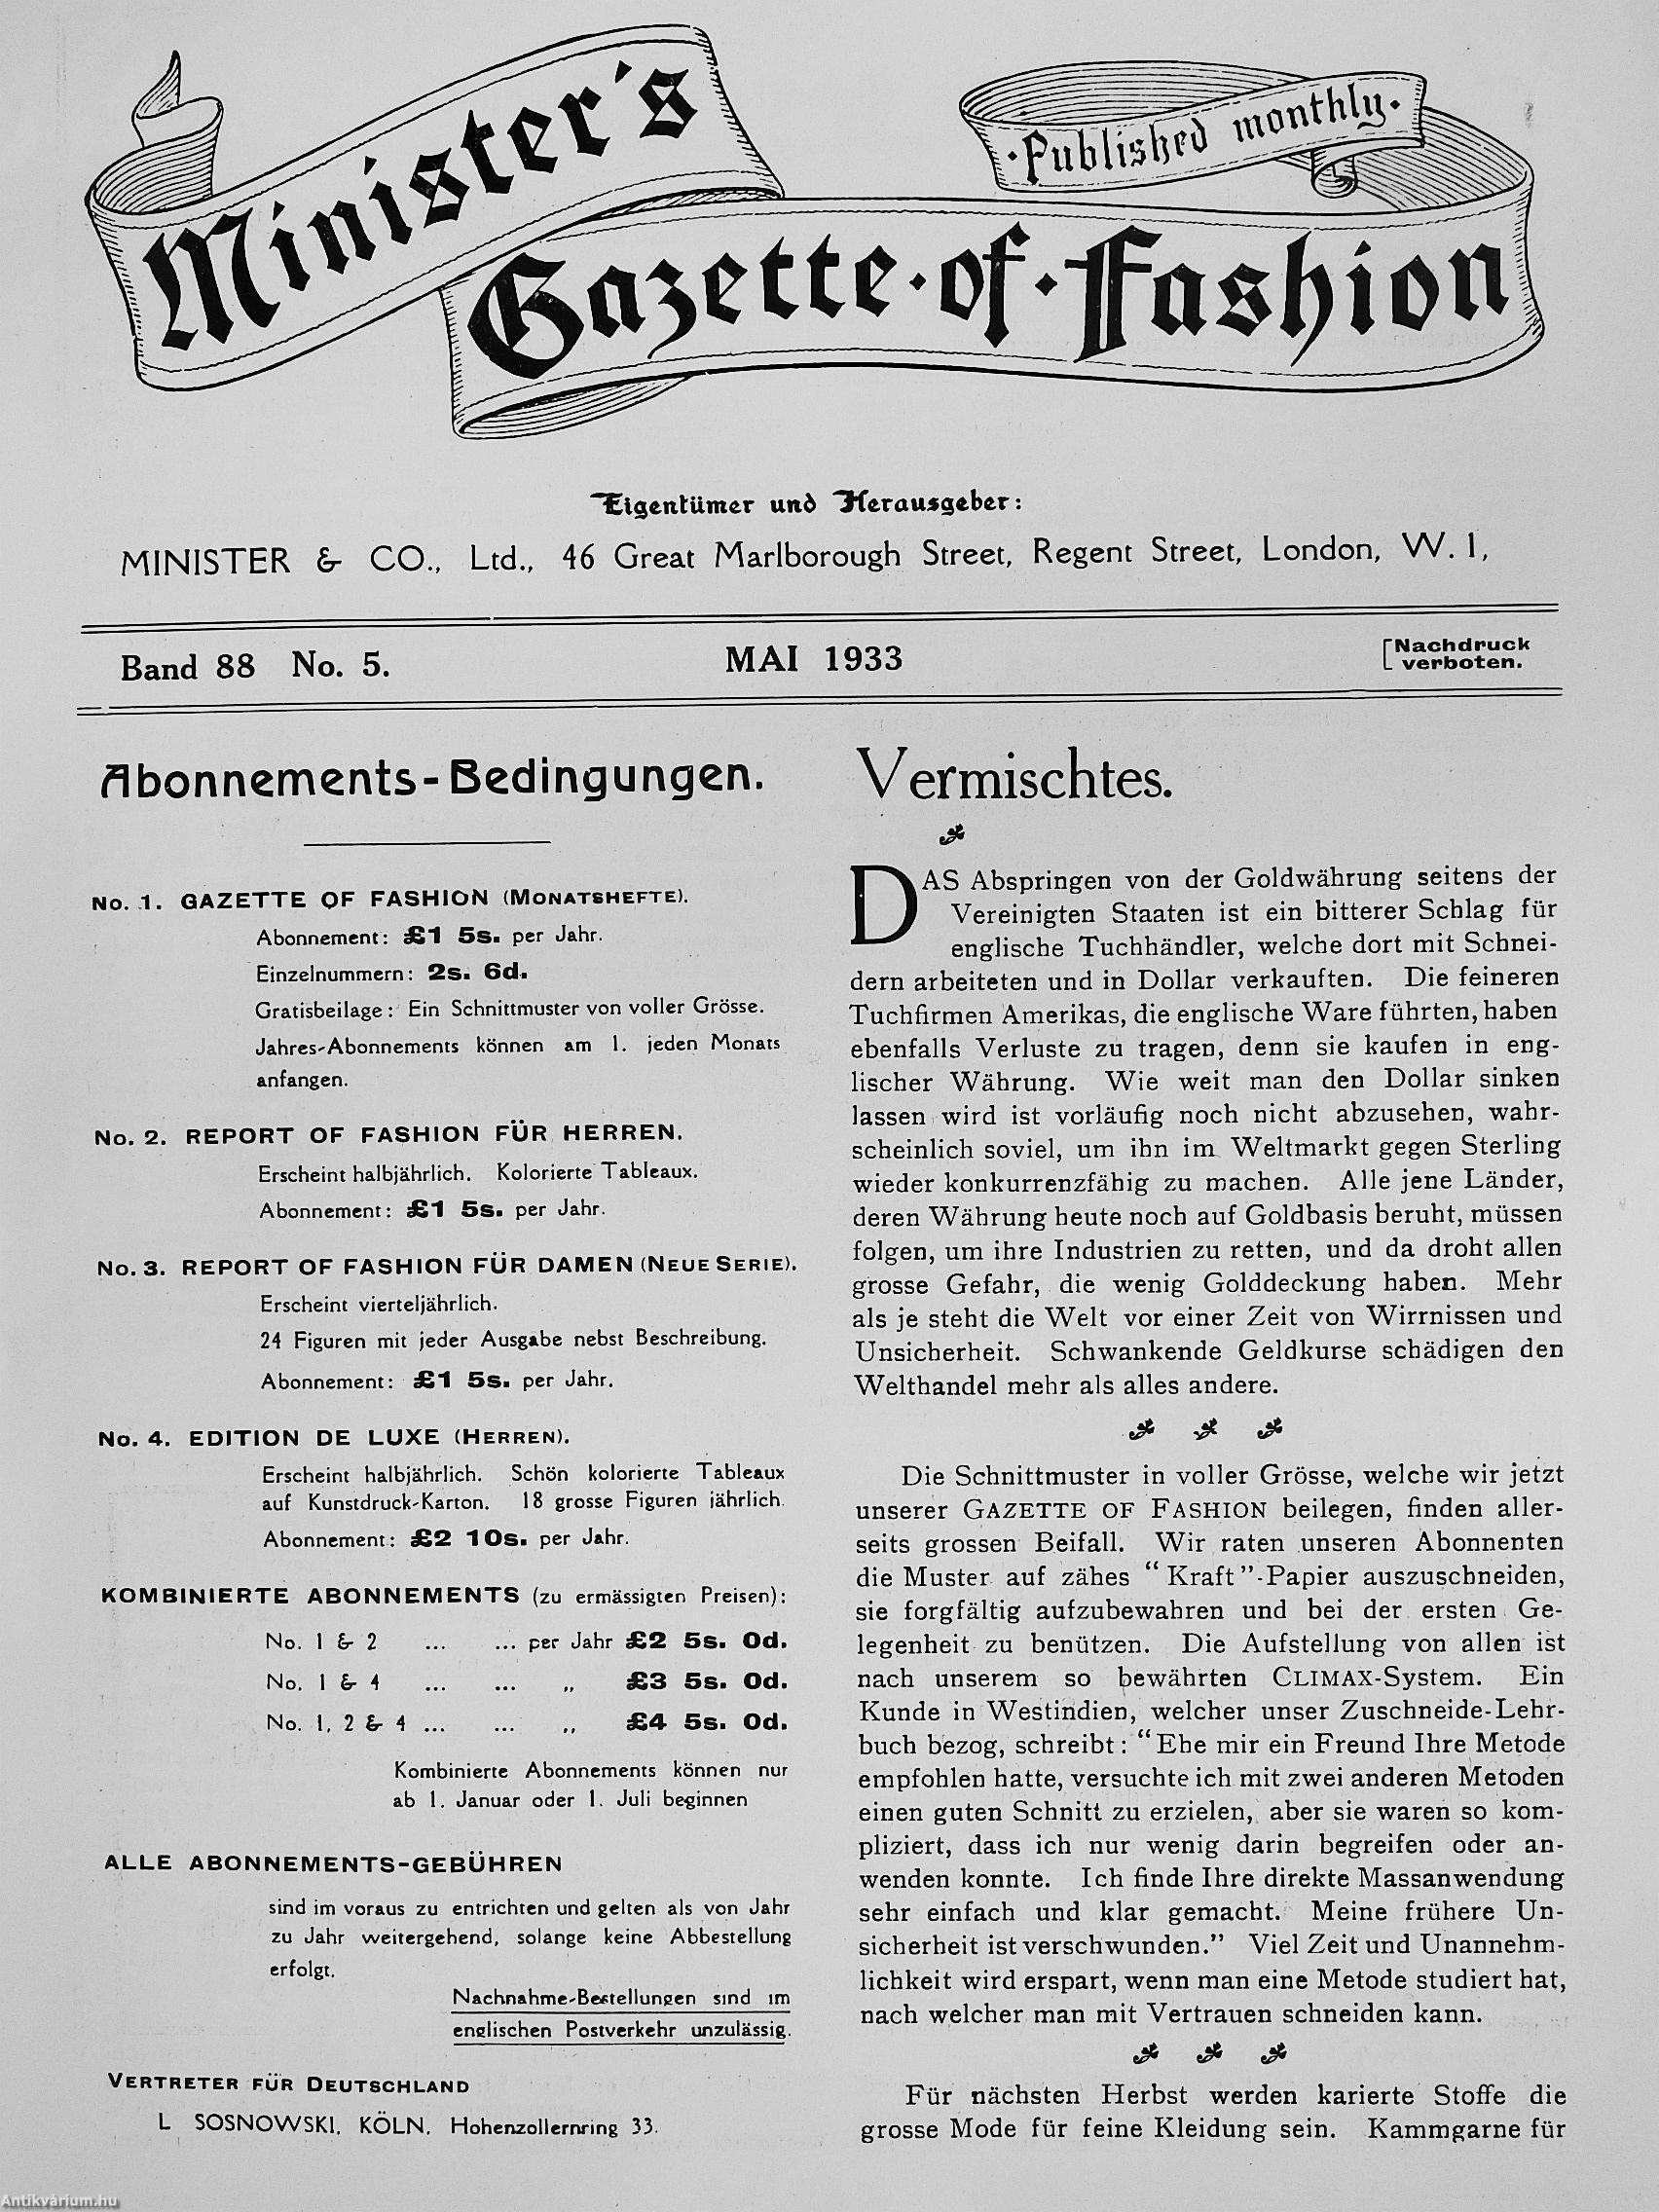 Minister's
·Published monthly·
Gazette·of·Fashion
Eigentümer und Herausgeber:
MINISTER & CO., Ltd., 46 Great Marlborough Street, Regent Street, London, W. 1,
Band 88 No. 5.
MAI 1933
[Nachdruck
verboten.
Abonnements-Bedingungen.
No. 1. GAZETTE OF FASHION (MONATSHEFTE).
Abonnement: £1 5s. per Jahr.
Einzelnummern: 2s. 6d.
Gratisbeilage: Ein Schnittmuster von voller Grösse.
Jahres-Abonnements können am 1. jeden Monats
anfangen.
No. 2. REPORT OF FASHION FÜR HERREN.
Erscheint halbjährlich. Kolorierte Tableaux.
Abonnement: £1 5s. per Jahr.
No. 3. REPORT OF FASHION FÜR DAMEN (NEUE SERIE).
Erscheint vierteljährlich.
24 Figuren mit jeder Ausgabe nebst Beschreibung.
Abonnement: £1 5s. per Jahr.
No. 4. EDITION DE LUXE (HERREN).
Erscheint halbjährlich. Schön kolorierte Tableaux
auf Kunstdruck-Karton. 18 grosse Figuren jährlich.
Abonnement: £2 10s. per Jahr.
KOMBINIERTE ABONNEMENTS (zu ermässigten Preisen):
No. 1 & 2 ... ... per Jahr £2 5s. 0d.
No. 1 & 4 ... ... „ £3 5s. 0d.
No. 1, 2 & 4 ... ... „ £4 5s. 0d.
Kombinierte Abonnements können nur
ab 1. Januar oder 1. Juli beginnen
ALLE ABONNEMENTS-GEBÜHREN
sind im voraus zu entrichten und gelten als von Jahr
zu Jahr weitergehend, solange keine Abbestellung
erfolgt.
Nachnahme-Bestellungen sind im
englischen Postverkehr unzulässig.
VERTRETER FÜR DEUTSCHLAND
L SOSNOWSKI, KÖLN, Hohenzollernring 33.
Vermischtes.
DAS Abspringen von der Goldwährung seitens der
Vereinigten Staaten ist ein bitterer Schlag für
englische Tuchhändler, welche dort mit Schnei-
dern arbeiteten und in Dollar verkauften. Die feineren
Tuchfirmen Amerikas, die englische Ware führten, haben
ebenfalls Verluste zu tragen, denn sie kaufen in eng-
lischer Währung. Wie weit man den Dollar sinken
lassen wird ist vorläufig noch nicht abzusehen, wahr-
scheinlich soviel, um ihn im Weltmarkt gegen Sterling
wieder konkurrenzfähig zu machen. Alle jene Länder,
deren Währung heute noch auf Goldbasis beruht, müssen
folgen, um ihre Industrien zu retten, und da droht allen
grosse Gefahr, die wenig Golddeckung haben. Mehr
als je steht die Welt vor einer Zeit von Wirrnissen und
Unsicherheit. Schwankende Geldkurse schädigen den
Welthandel mehr als alles andere.
Die Schnittmuster in voller Grösse, welche wir jetzt
unserer GAZETTE OF FASHION beilegen, finden aller-
seits grossen Beifall. Wir raten unseren Abonnenten
die Muster auf zähes “Kraft”-Papier auszuschneiden,
sie forgfältig aufzubewahren und bei der ersten Ge-
legenheit zu benützen. Die Aufstellung von allen ist
nach unserem so bewährten CLIMAX-System. Ein
Kunde in Westindien, welcher unser Zuschneide-Lehr-
buch bezog, schreibt: “Ehe mir ein Freund Ihre Metode
empfohlen hatte, versuchte ich mit zwei anderen Metoden
einen guten Schnitt zu erzielen, aber sie waren so kom-
pliziert, dass ich nur wenig darin begreifen oder an-
wenden konnte. Ich finde Ihre direkte Massanwendung
sehr einfach und klar gemacht. Meine frühere Un-
sicherheit ist verschwunden.” Viel Zeit und Unannehm-
lichkeit wird erspart, wenn man eine Metode studiert hat,
nach welcher man mit Vertrauen schneiden kann.
Für nächsten Herbst werden karierte Stoffe die
grosse Mode für feine Kleidung sein. Kammgarne für
Antikvárium.hu